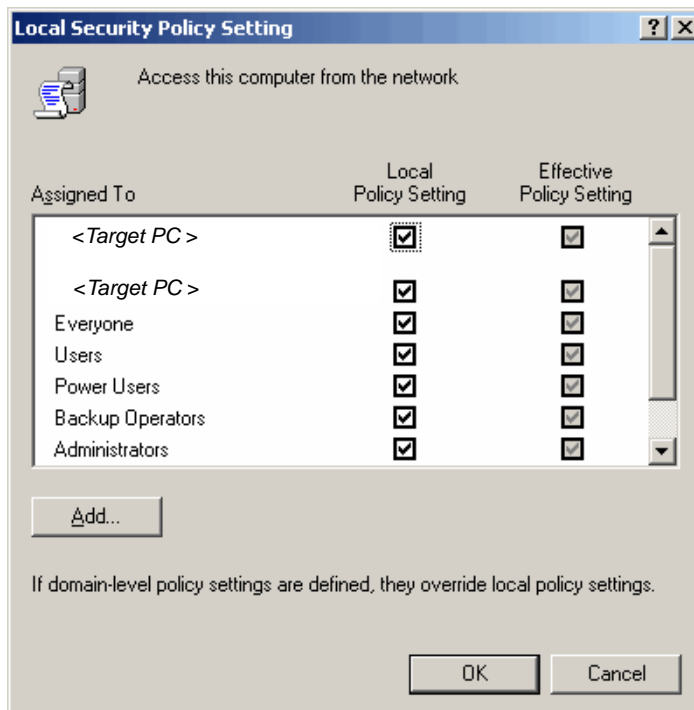 Local Security Policy Setting
Access this computer from the network
Assigned To
Local
Policy Setting
Effective
Policy Setting
<Target PC >
<Target PC >
Everyone
Users
Power Users
Backup Operators
Administrators
Add...
If domain-level policy settings are defined, they override local policy settings.
OK
Cancel